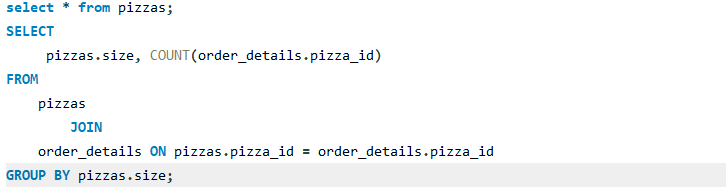 select * from pizzas;
SELECT
pizzas.size, COUNT(order_details.pizza_id)
FROM
pizzas
JOIN
order_details ON pizzas.pizza_id = order_details.pizza_id
GROUP BY pizzas.size;